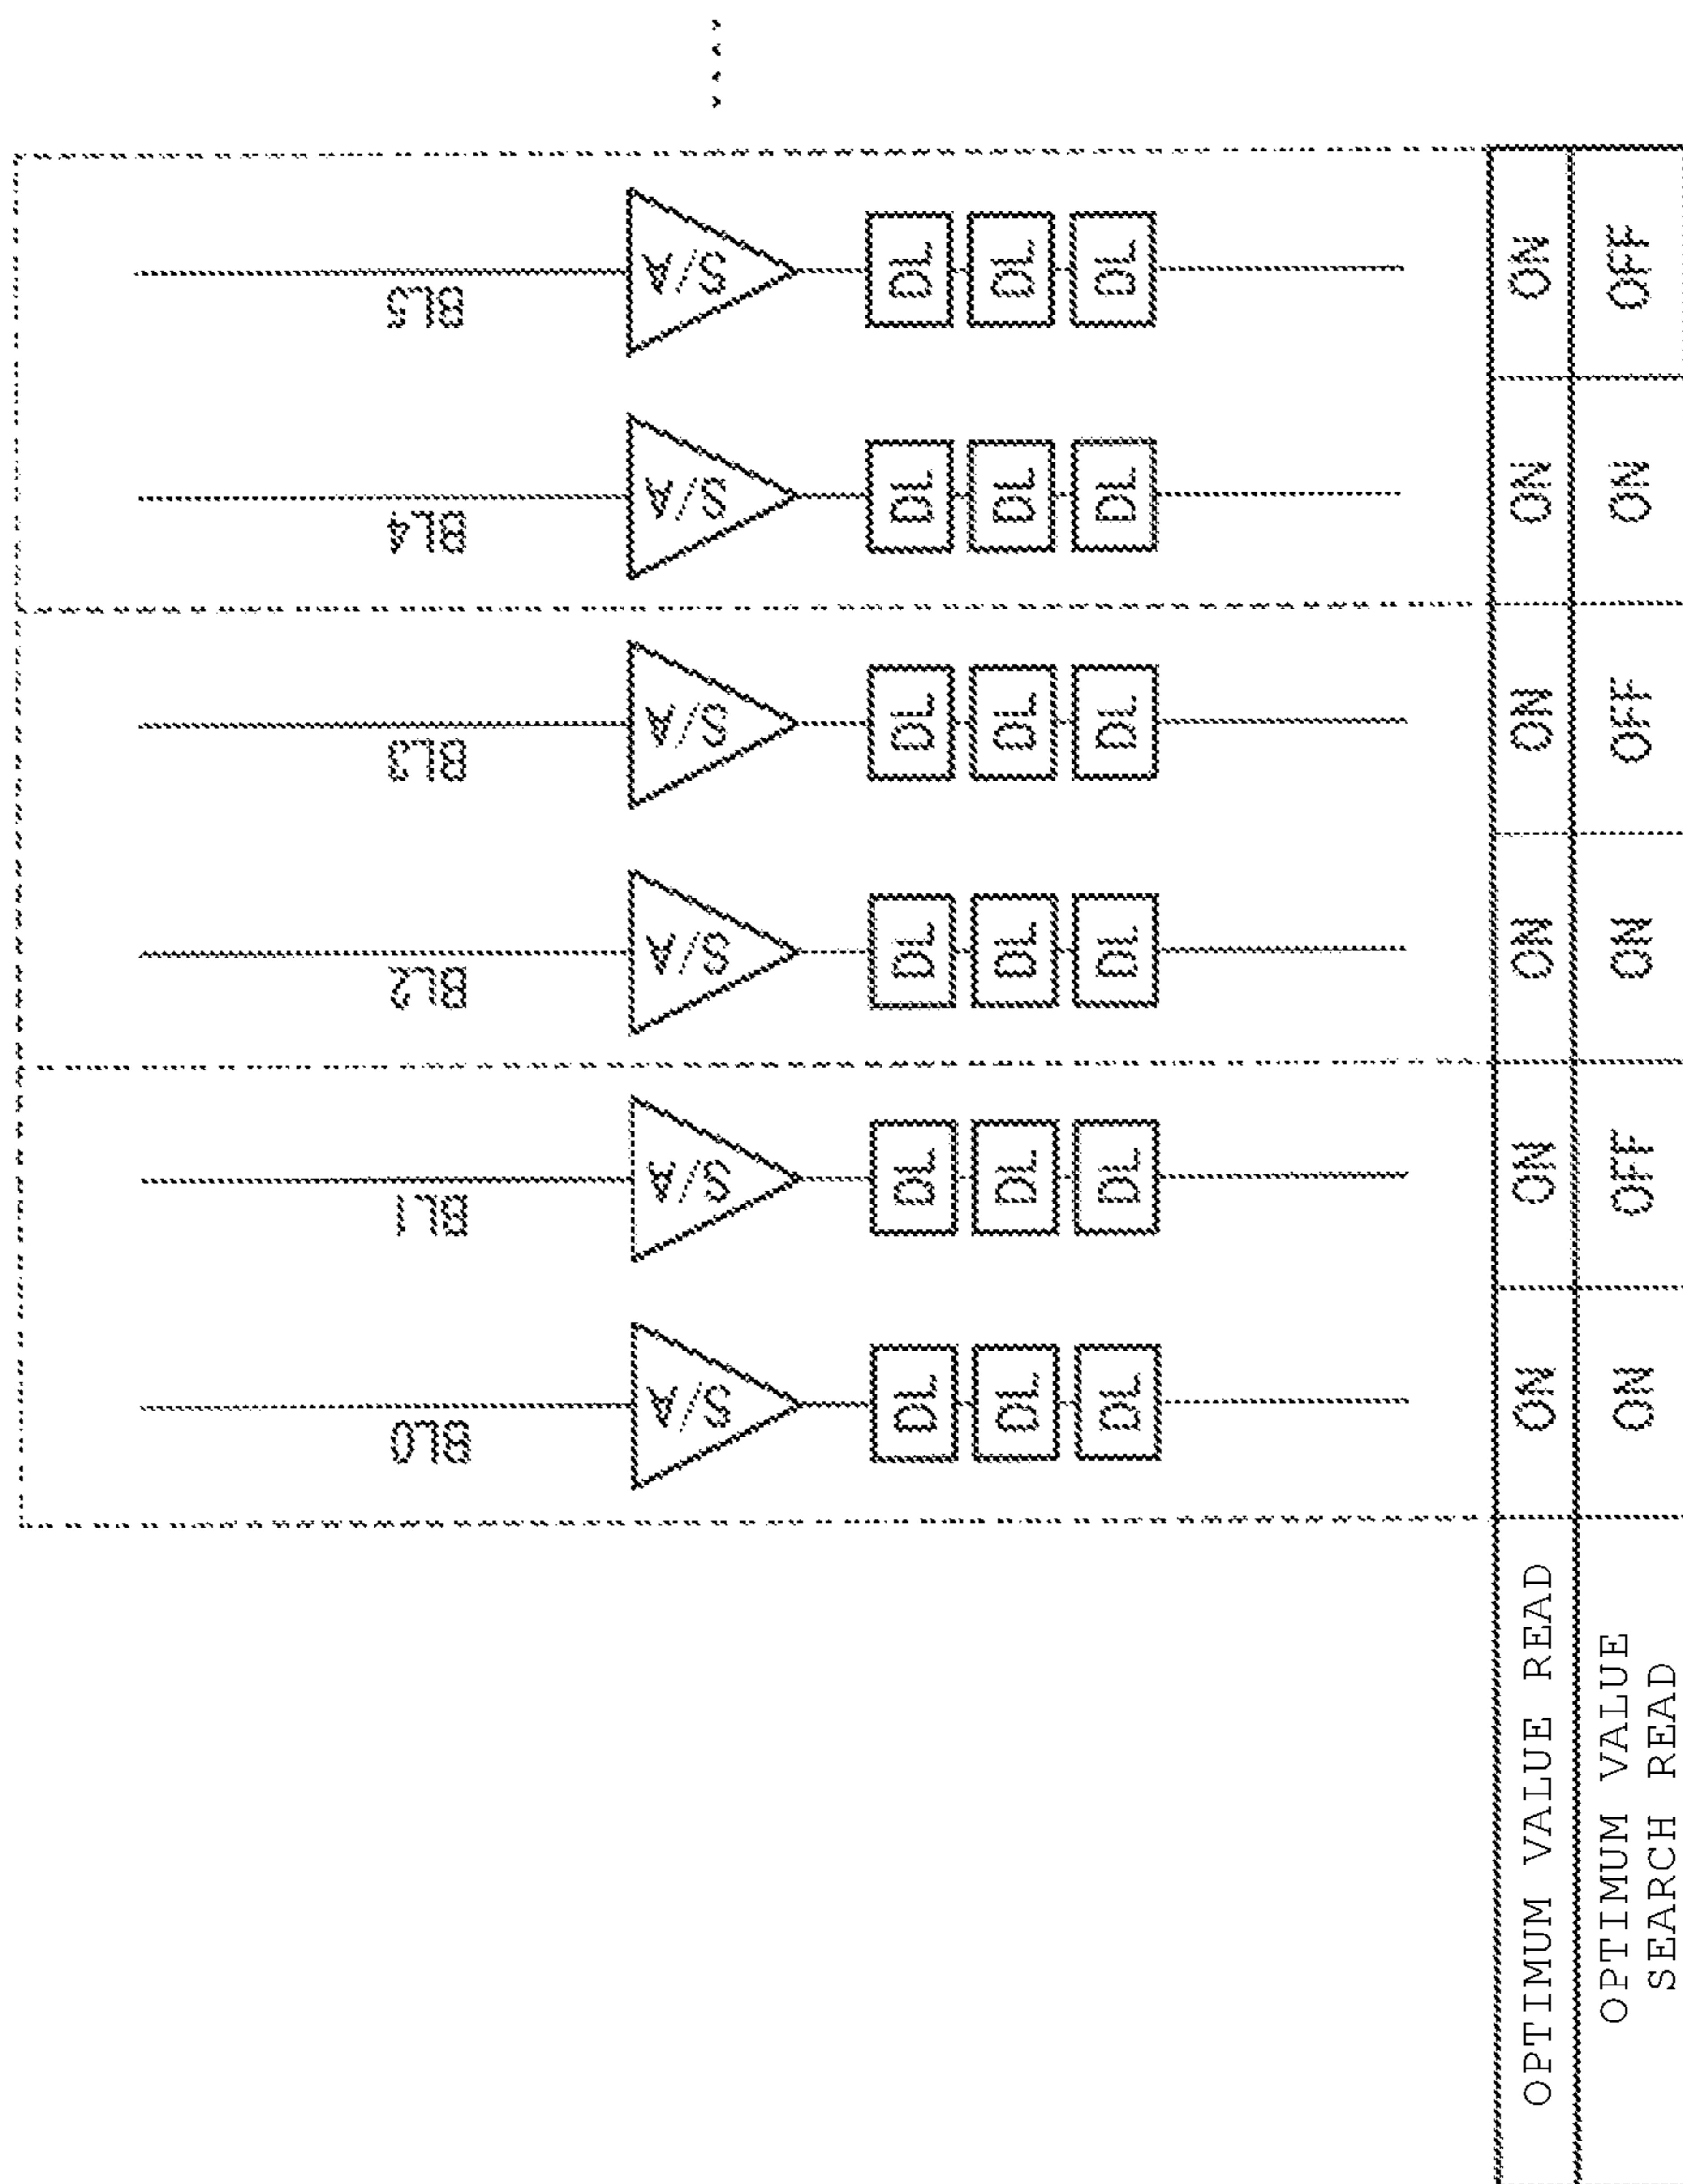 BL0 BL1 BL2 BL3 BL4 BL5
S/A S/A S/A S/A S/A S/A
DL DL DL DL DL DL
DL DL DL DL DL DL
DL DL DL DL DL DL
OPTIMUM VALUE READ ON ON ON ON ON ON
OPTIMUM VALUE
SEARCH READ ON OFF ON OFF ON OFF